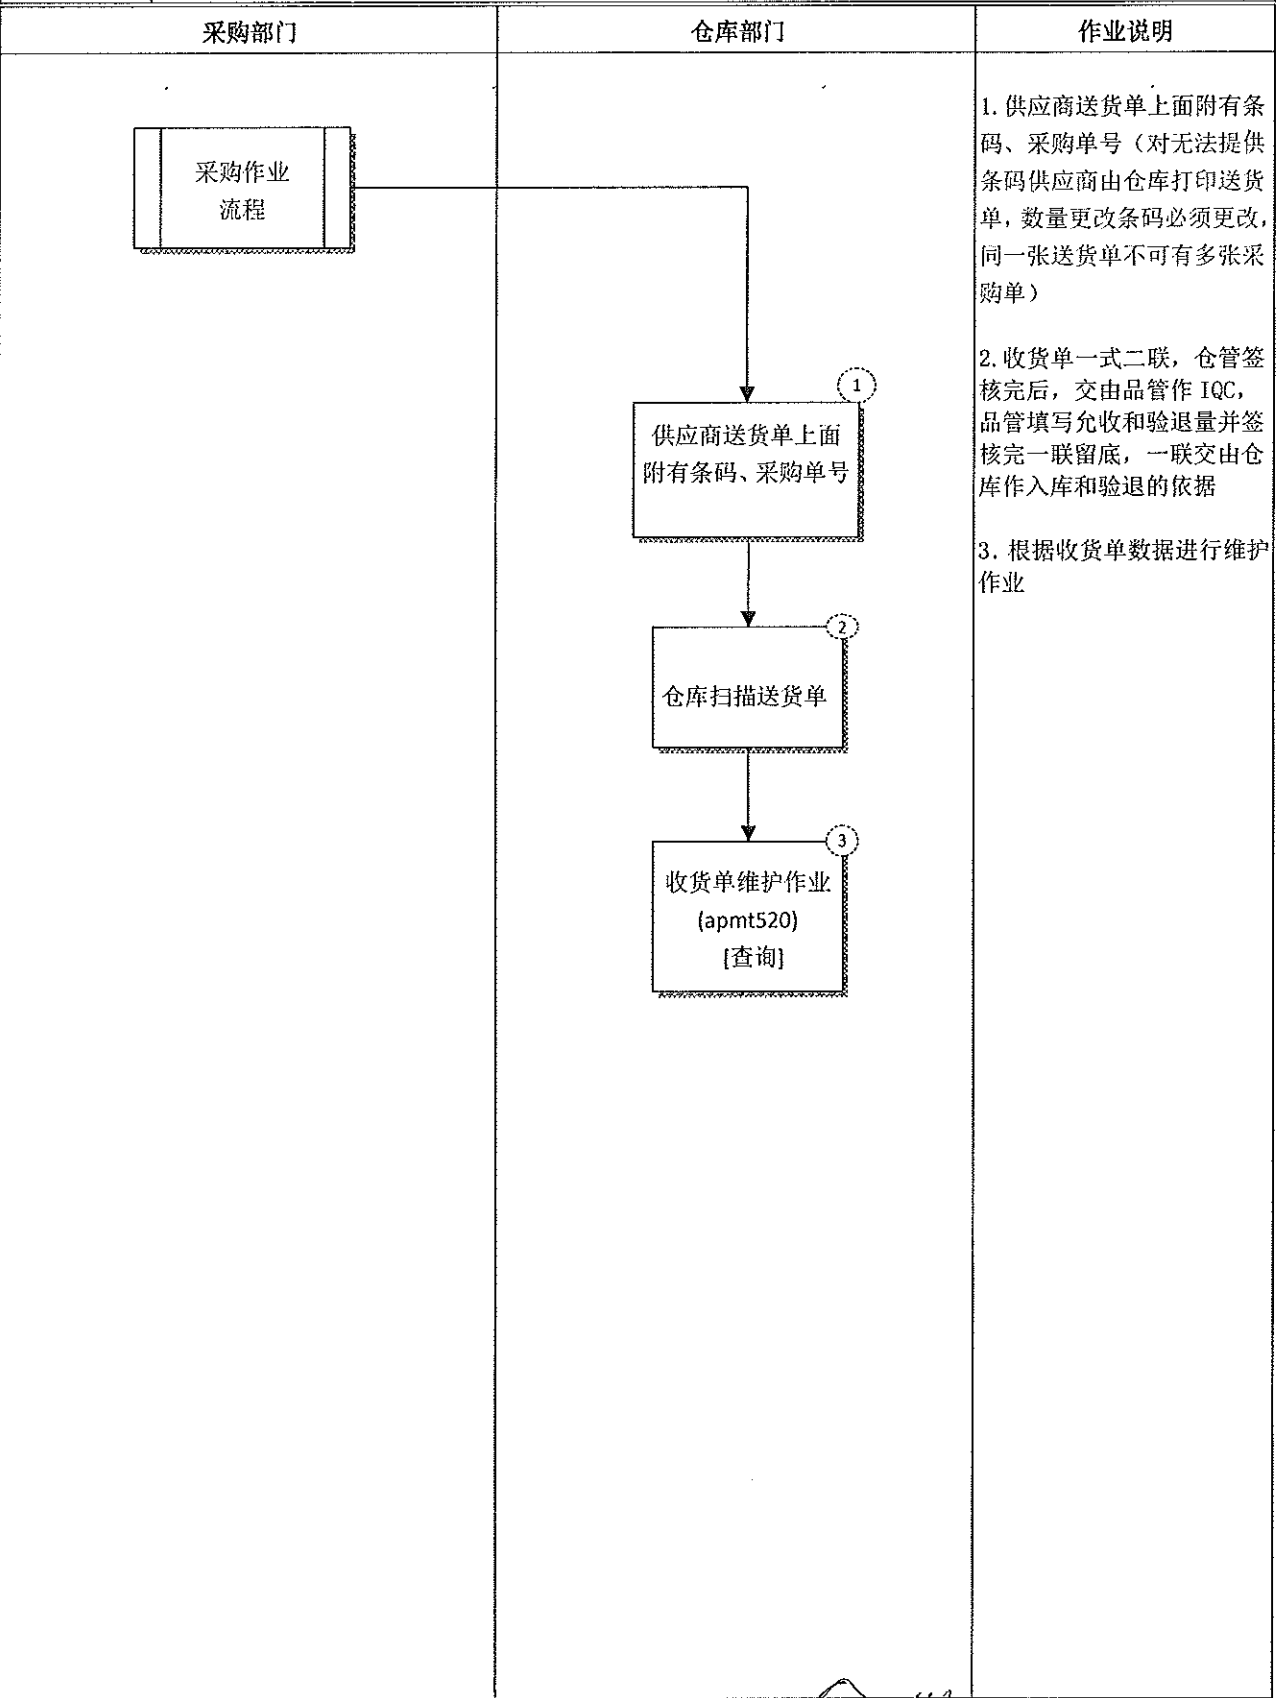 采购部门
仓库部门
作业说明
采购作业
流程
1
供应商送货单上面
附有条码、采购单号
2
仓库扫描送货单
3
收货单维护作业
(apmt520)
[查询]
1. 供应商送货单上面附有条
码、采购单号（对无法提供
条码供应商由仓库打印送货
单，数量更改条码必须更改，
同一张送货单不可有多张采
购单）
2. 收货单一式二联，仓管签
核完后，交由品管作 IQC，
品管填写允收和验退量并签
核完一联留底，一联交由仓
库作入库和验退的依据
3. 根据收货单数据进行维护
作业